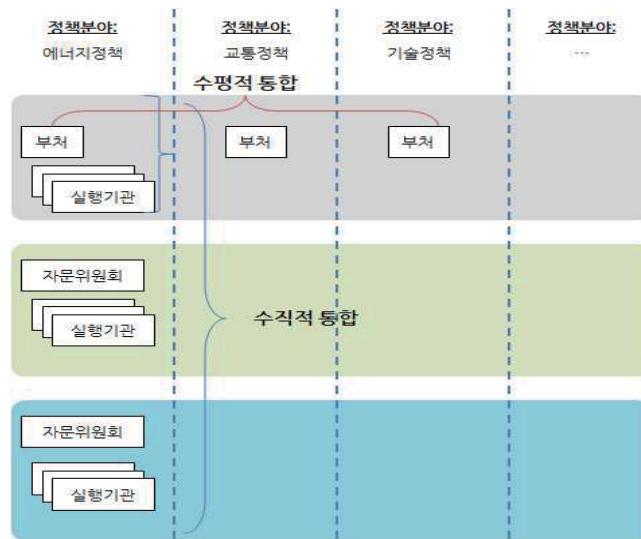 정책분야: 정책분야: 정책분야: 정책분야:
에너지정책 교통정책 기술정책 ...
수평적 통합
부처 부처 부처
실행기관
자문위원회
실행기관
수직적 통합
자문위원회
실행기관